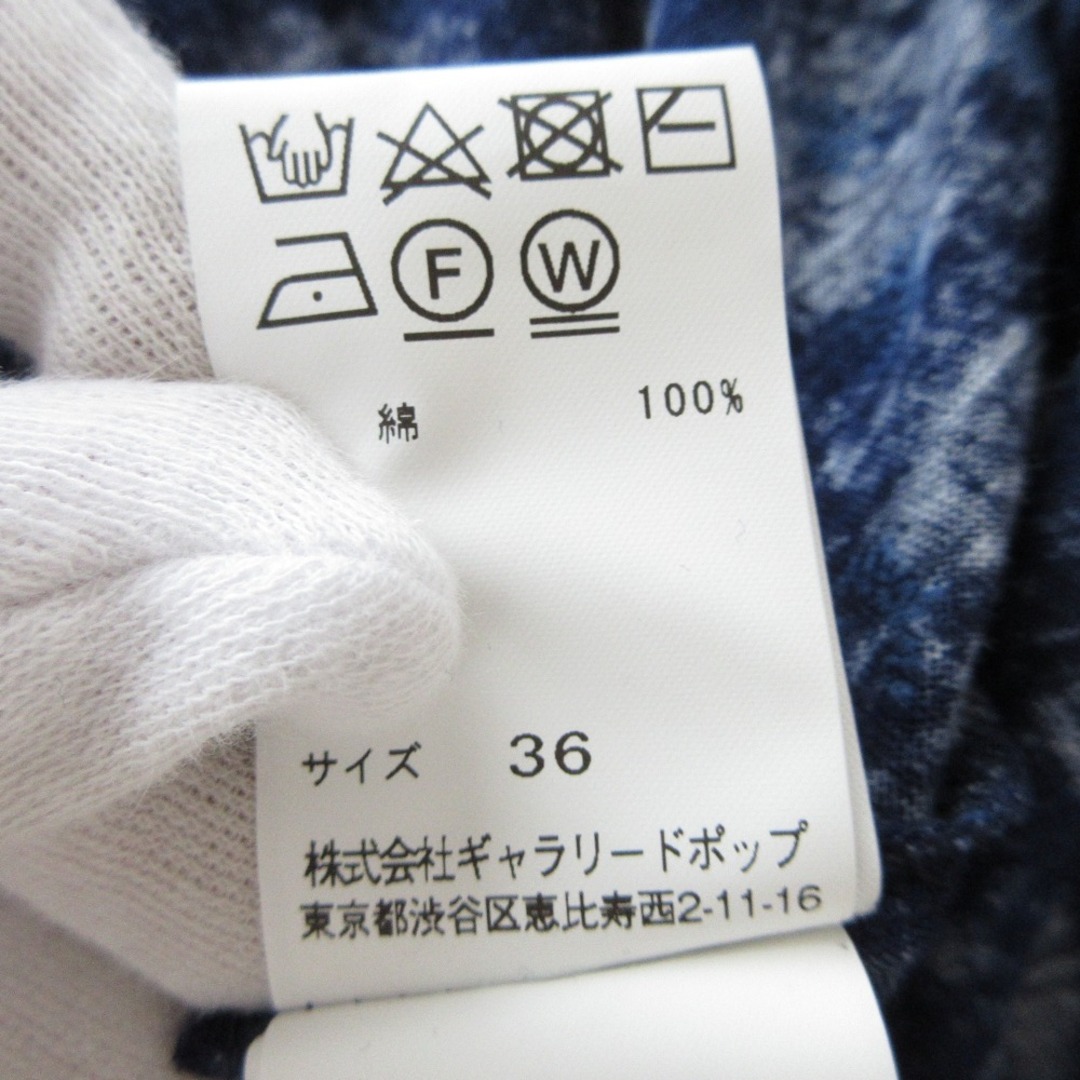 F W
綿 100%
サイズ 36
株式会社ギャラリードポップ
東京都渋谷区恵比寿西2-11-16